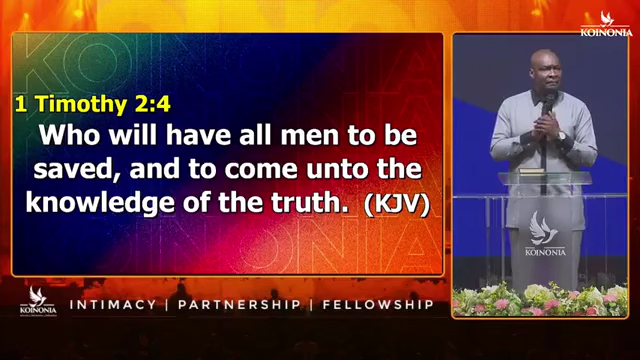 KOINONIA
1 Timothy 2:4
Who will have all men to be
saved, and to come unto the
knowledge of the truth. (KJV)
KOINONIA
KOINONIA
INTIMACY | PARTNERSHIP | FELLOWSHIP